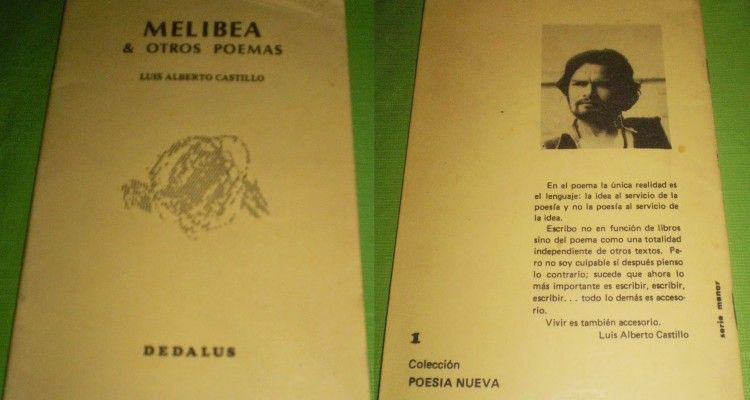 MELIBEA
& OTROS POEMAS
LUIS ALBERTO CASTILLO
DEDALUS
En el poema la única realidad es
el lenguaje: la idea al servicio de la
poesía y no la poesía al servicio de
la idea.
Escribo no en función de libros
sino del poema como una totalidad
independiente de otros textos. Pe-
ro no soy culpable si después pienso
lo contrario; sucede que ahora lo
más importante es escribir, escribir,
escribir... todo lo demás es acceso-
rio.
Vivir es también accesorio.
Luis Alberto Castillo
serie menor
1
Colección
POESIA NUEVA